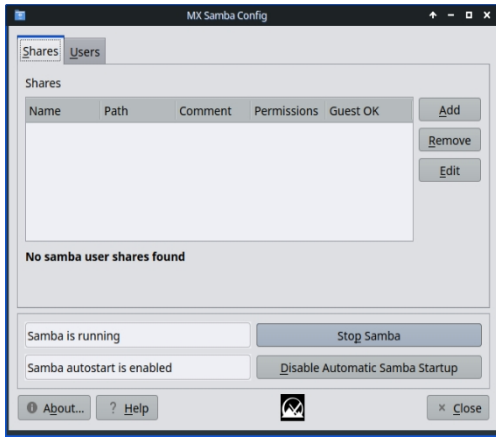 MX Samba Config
Shares Users
Shares
Name Path Comment Permissions Guest OK
Add
Remove
Edit
No samba user shares found
Samba is running Stop Samba
Samba autostart is enabled Disable Automatic Samba Startup
About... ? Help × Close